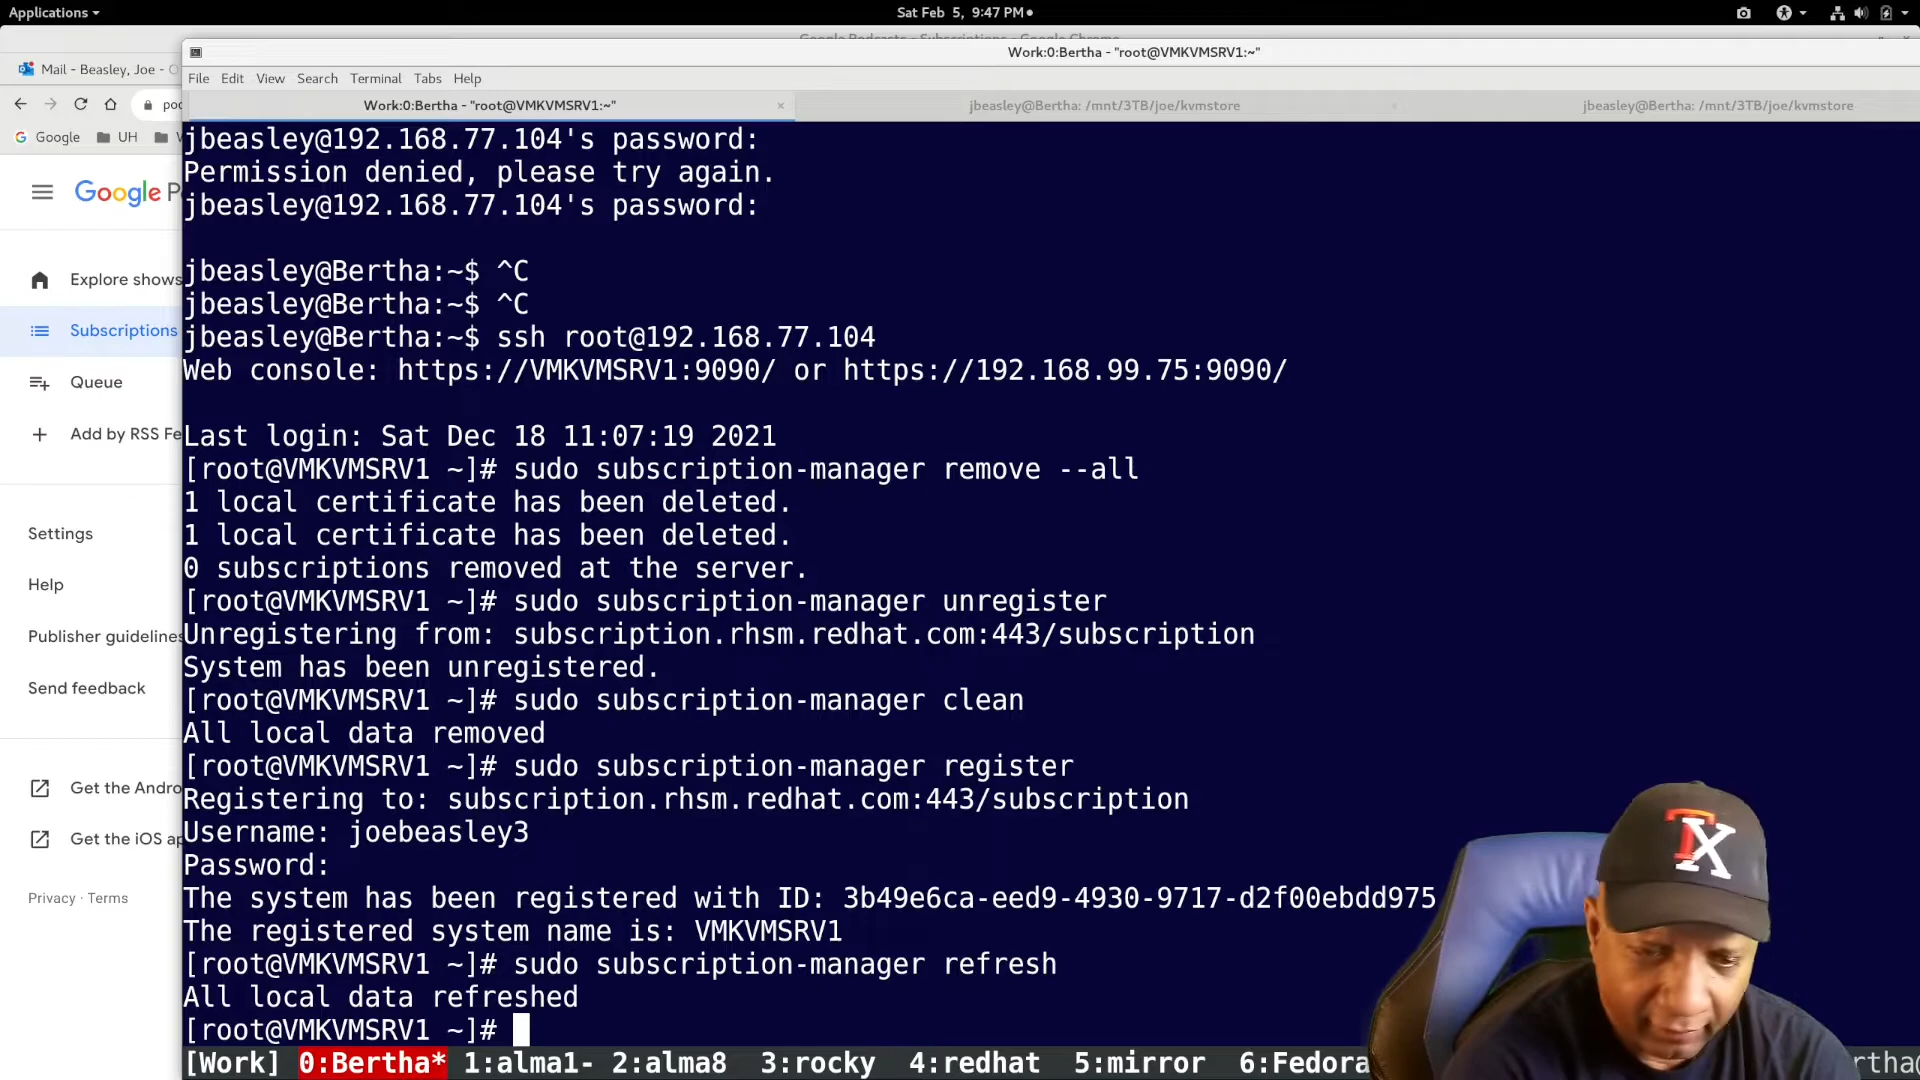 Applications
Sat Feb 5, 9:47 PM
Google Podcasts - Subscriptions - Google Chrome
Work:0:Bertha - "root@VMKVMSRV1:~"
Mail - Beasley, Joe - O
File Edit View Search Terminal Tabs Help
Work:0:Bertha - "root@VMKVMSRV1:~"
jbeasley@Bertha: /mnt/3TB/joe/kvmstore
jbeasley@Bertha: /mnt/3TB/joe/kvmstore
poc
Google UH
Google P
Explore shows
Subscriptions
Queue
Add by RSS Fe
Settings
Help
Publisher guidelines
Send feedback
Get the Andro
Get the iOS ap
Privacy · Terms
jbeasley@192.168.77.104's password:
Permission denied, please try again.
jbeasley@192.168.77.104's password:
jbeasley@Bertha:~$ ^C
jbeasley@Bertha:~$ ^C
jbeasley@Bertha:~$ ssh root@192.168.77.104
Web console: https://VMKVMSRV1:9090/ or https://192.168.99.75:9090/
Last login: Sat Dec 18 11:07:19 2021
[root@VMKVMSRV1 ~]# sudo subscription-manager remove --all
1 local certificate has been deleted.
1 local certificate has been deleted.
0 subscriptions removed at the server.
[root@VMKVMSRV1 ~]# sudo subscription-manager unregister
Unregistering from: subscription.rhsm.redhat.com:443/subscription
System has been unregistered.
[root@VMKVMSRV1 ~]# sudo subscription-manager clean
All local data removed
[root@VMKVMSRV1 ~]# sudo subscription-manager register
Registering to: subscription.rhsm.redhat.com:443/subscription
Username: joebeasley3
Password:
The system has been registered with ID: 3b49e6ca-eed9-4930-9717-d2f00ebdd975
The registered system name is: VMKVMSRV1
[root@VMKVMSRV1 ~]# sudo subscription-manager refresh
All local data refreshed
[root@VMKVMSRV1 ~]#
[Work] 0:Bertha* 1:alma1- 2:alma8 3:rocky 4:redhat 5:mirror 6:Fedora
TX